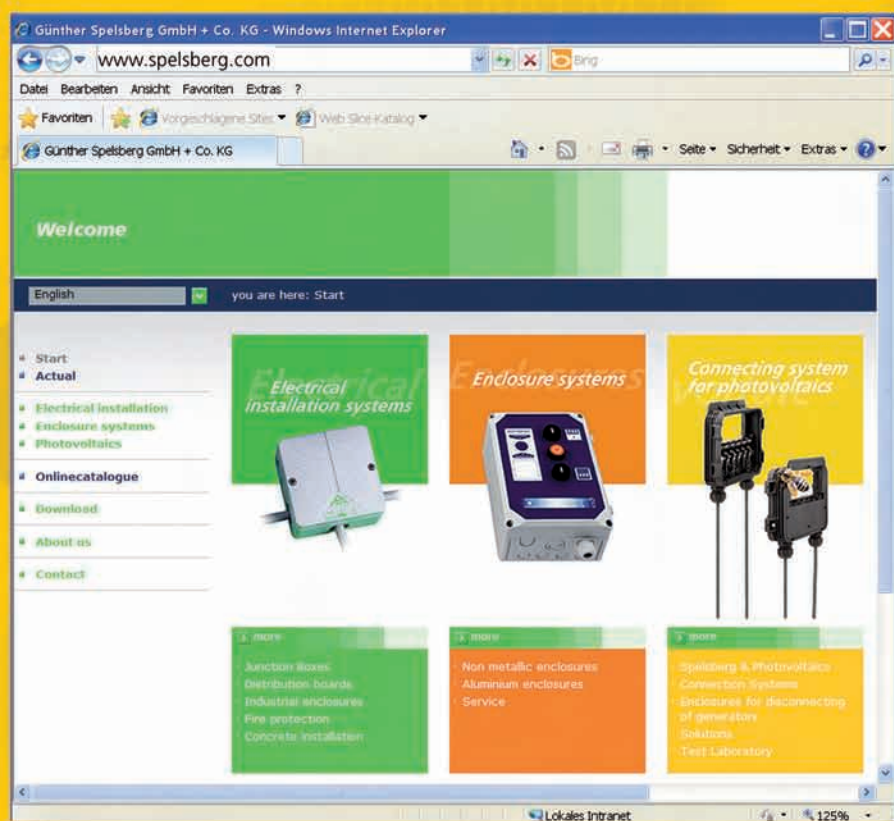 Günther Spelsberg GmbH + Co. KG - Windows Internet Explorer
www.spelsberg.com
Bing
Datei Bearbeiten Ansicht Favoriten Extras ?
Favoriten Vorgeschlagene Sites Web Slice-Katalog
Günther Spelsberg GmbH + Co. KG
Seite Sicherheit Extras
Welcome
English
you are here: Start
Start
Actual
Electrical installation
Enclosure systems
Photovoltaics
Onlinecatalogue
Download
About us
Contact
Electrical
installation systems
Enclosure systems
Connecting system
for photovoltaics
more
Junction Boxes
Distribution boards
Industrial enclosures
Fire protection
Concrete installation
more
Non metallic enclosures
Aluminium enclosures
Service
more
Spelsberg & Photovoltaics
Connection Systems
Enclosures for disconnecting
of generators
Solutions
Test Laboratory
Lokales Intranet
125%